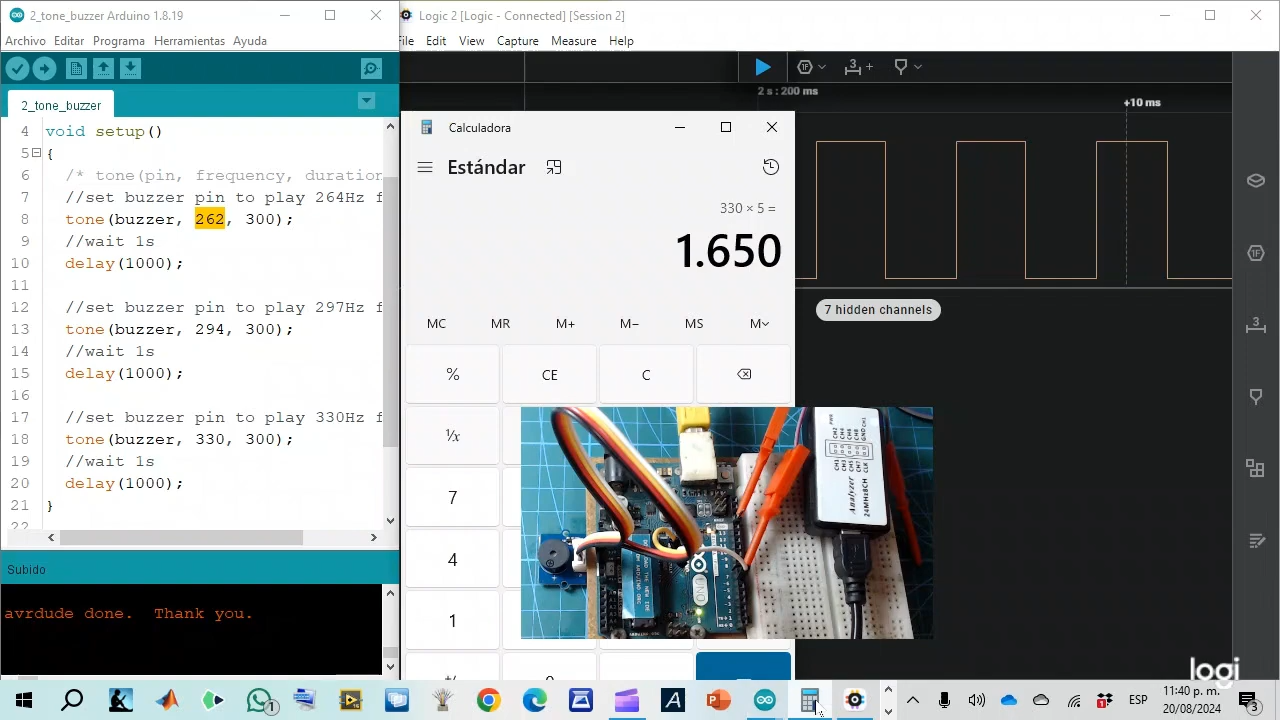 2_tone_buzzer Arduino 1.8.19
Archivo Editar Programa Herramientas Ayuda
2_tone_buzzer
4 void setup()
5 {
6 /* tone(pin, frequency, duration
7 //set buzzer pin to play 264Hz f
8 tone(buzzer, 262, 300);
9 //wait 1s
10 delay(1000);
11
12 //set buzzer pin to play 297Hz f
13 tone(buzzer, 294, 300);
14 //wait 1s
15 delay(1000);
16
17 //set buzzer pin to play 330Hz f
18 tone(buzzer, 330, 300);
19 //wait 1s
20 delay(1000);
21 }
22
Subido
avrdude done. Thank you.
Logic 2 [Logic - Connected] [Session 2]
File Edit View Capture Measure Help
2 s : 200 ms
+10 ms
7 hidden channels
Calculadora
Estándar
330 × 5 =
1.650
MC MR M+ M− MS M
% CE C
¹/x
7
4
1
Analyzer
24MHz8CH
UNO
logi
ESP
11:40 p. m.
20/08/2024